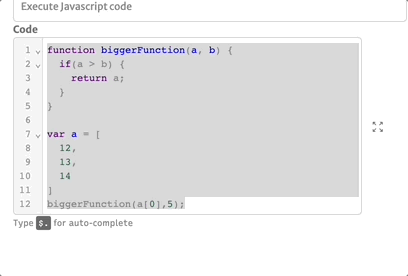 Execute Javascript code
Code
1 function biggerFunction(a, b) {
2 if(a > b) {
3 return a;
4 }
5 }
6
7 var a = [
8 12,
9 13,
10 14
11 ]
12 biggerFunction(a[0],5);
Type $. for auto-complete